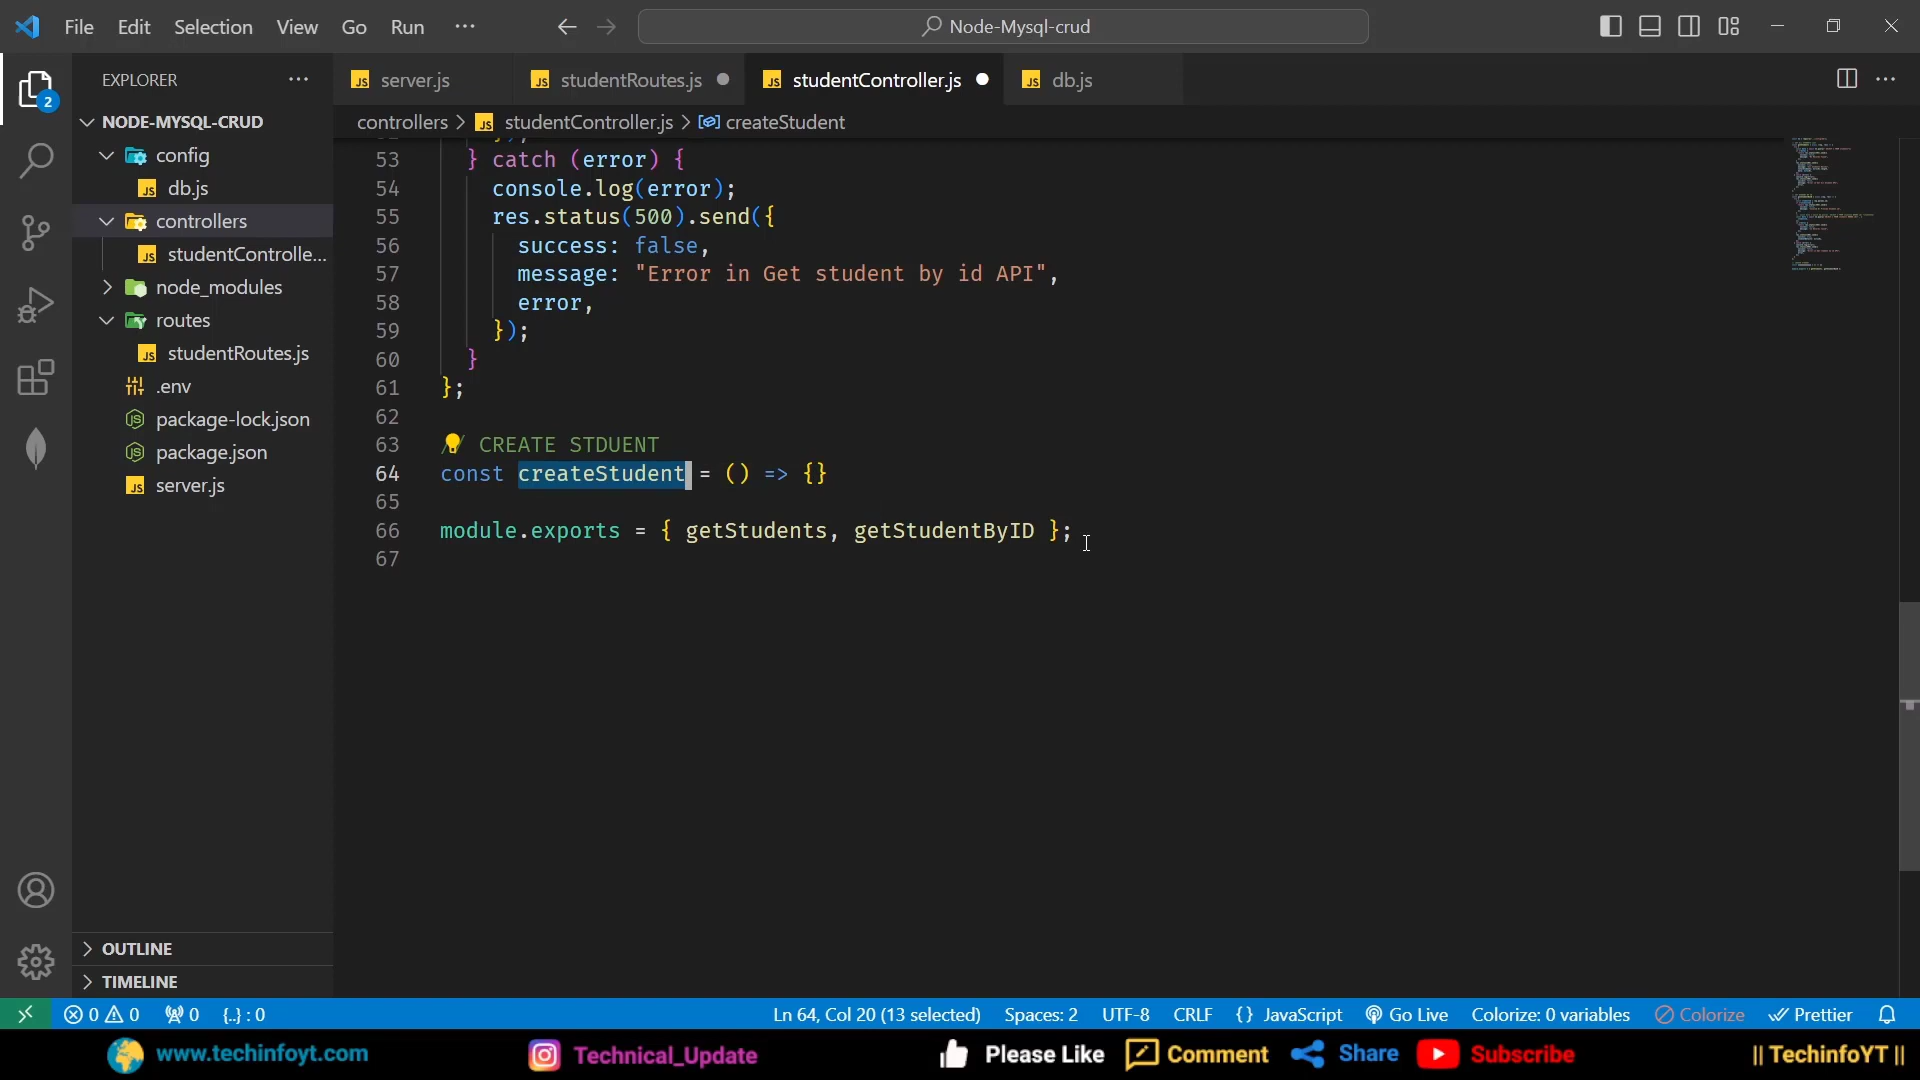 File Edit Selection View Go Run ··· Node-Mysql-crud
EXPLORER ···
server.js studentRoutes.js studentController.js db.js
controllers > studentController.js > createStudent
NODE-MYSQL-CRUD
config
db.js
controllers
studentControlle...
node_modules
routes
studentRoutes.js
.env
package-lock.json
package.json
server.js
OUTLINE
TIMELINE
2
53 } catch (error) {
54 console.log(error);
55 res.status(500).send({
56 success: false,
57 message: "Error in Get student by id API",
58 error,
59 });
60 }
61 };
62
63 // CREATE STDUENT
64 const createStudent = () => {}
65
66 module.exports = { getStudents, getStudentByID };
67
0 0 0 {..} : 0 Ln 64, Col 20 (13 selected) Spaces: 2 UTF-8 CRLF {} JavaScript Go Live Colorize: 0 variables Colorize Prettier
www.techinfoyt.com Technical_Update Please Like Comment Share Subscribe || TechinfoYT ||